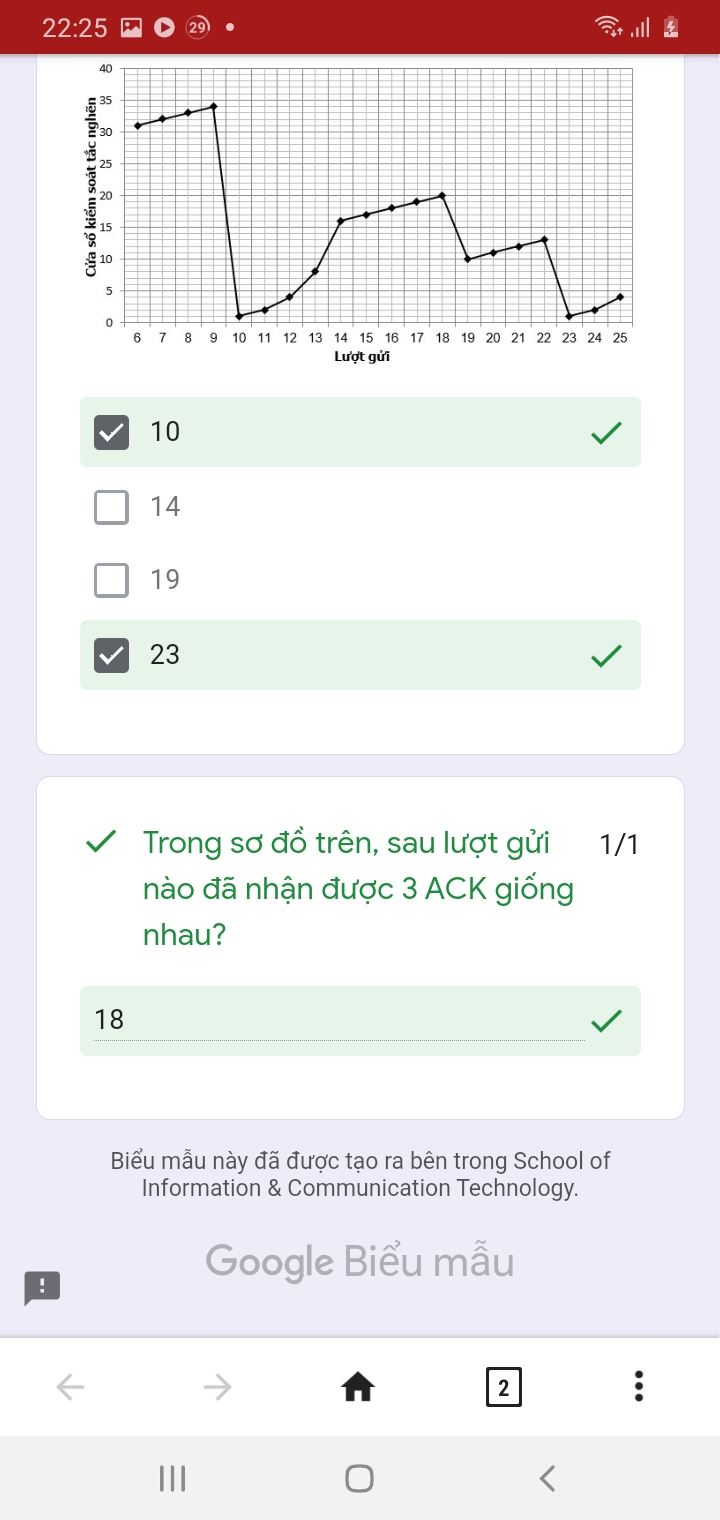 22:25 29
40
35
30
25
20
15
10
5
0
Cửa sổ kiểm soát tắc nghẽn
6 7 8 9 10 11 12 13 14 15 16 17 18 19 20 21 22 23 24 25
Lượt gửi
10
14
19
23
Trong sơ đồ trên, sau lượt gửi 1/1
nào đã nhận được 3 ACK giống
nhau?
18
Biểu mẫu này đã được tạo ra bên trong School of
Information & Communication Technology.
Google Biểu mẫu
2